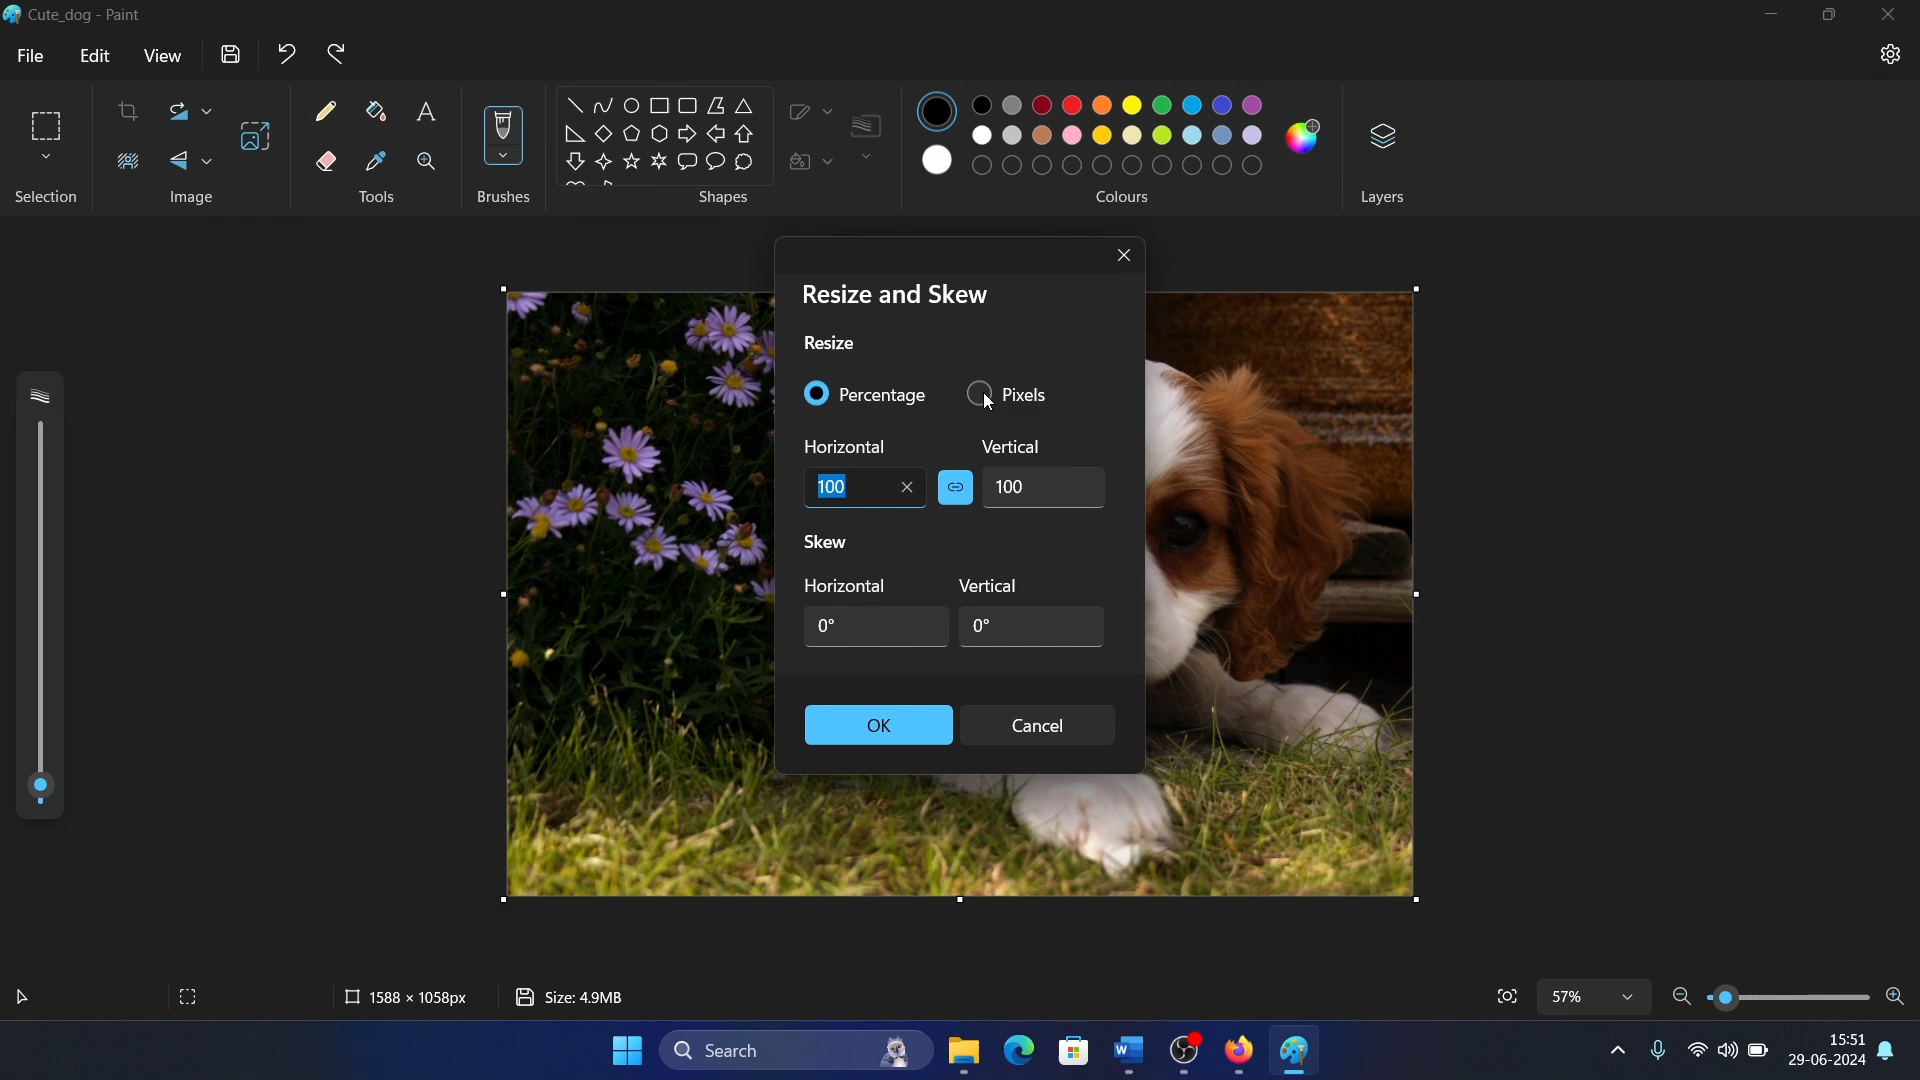 Cute_dog - Paint
File Edit View
Selection Image Tools Brushes Shapes Colours Layers
Resize and Skew
Resize
Percentage Pixels
Horizontal Vertical
100 100
Skew
Horizontal Vertical
0° 0°
OK Cancel
1588 × 1058px Size: 4.9MB 57%
Search
15:51
29-06-2024